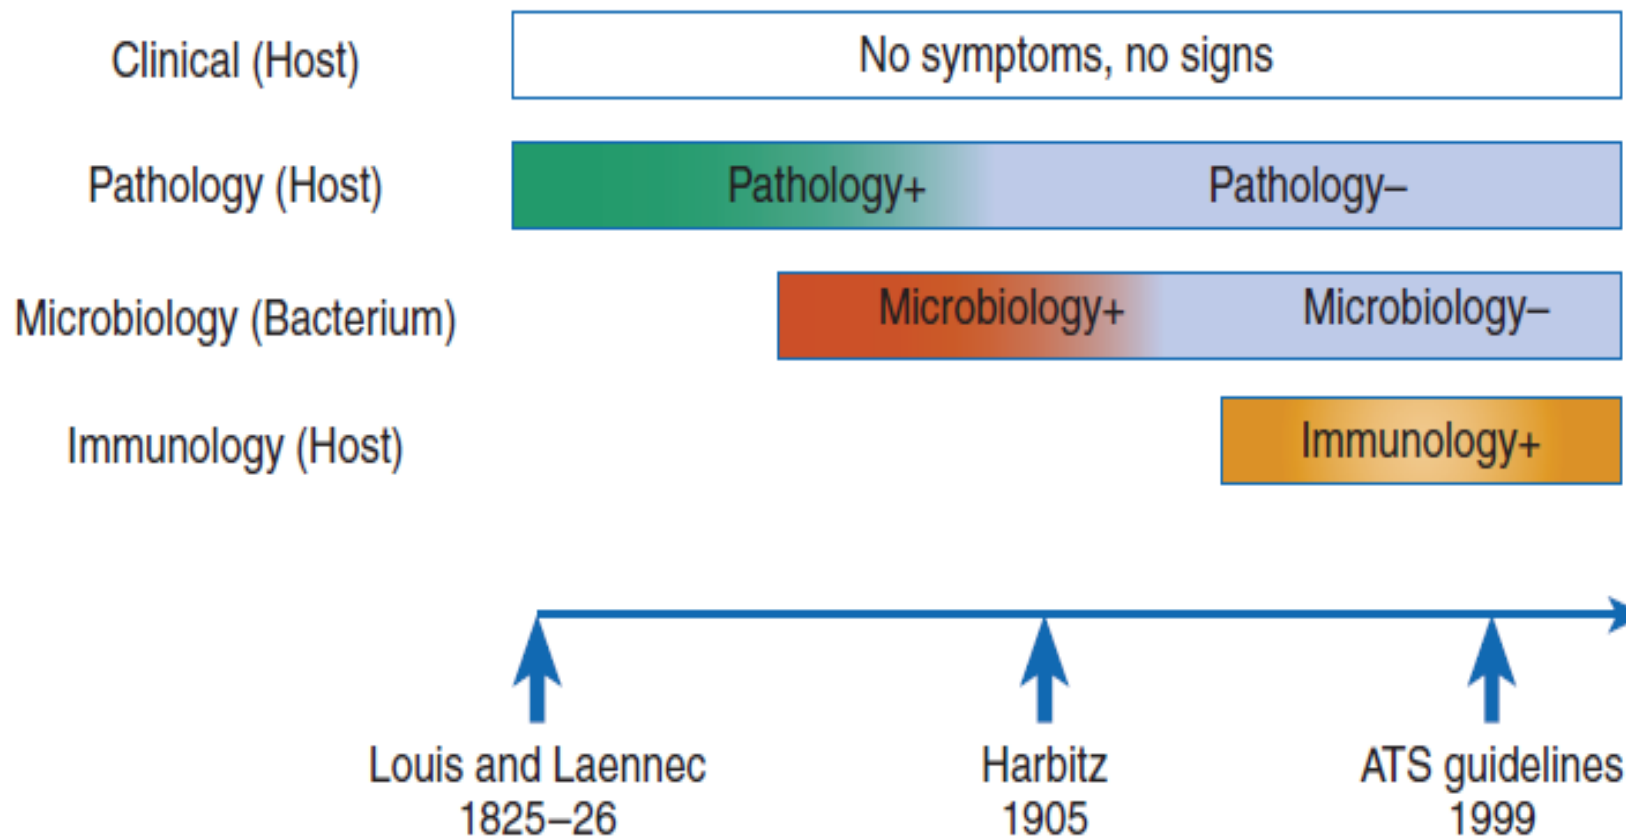 Clinical (Host)
No symptoms, no signs
Pathology (Host)
Pathology+
Pathology–
Microbiology (Bacterium)
Microbiology+
Microbiology–
Immunology (Host)
Immunology+
Louis and Laennec
1825–26
Harbitz
1905
ATS guidelines
1999